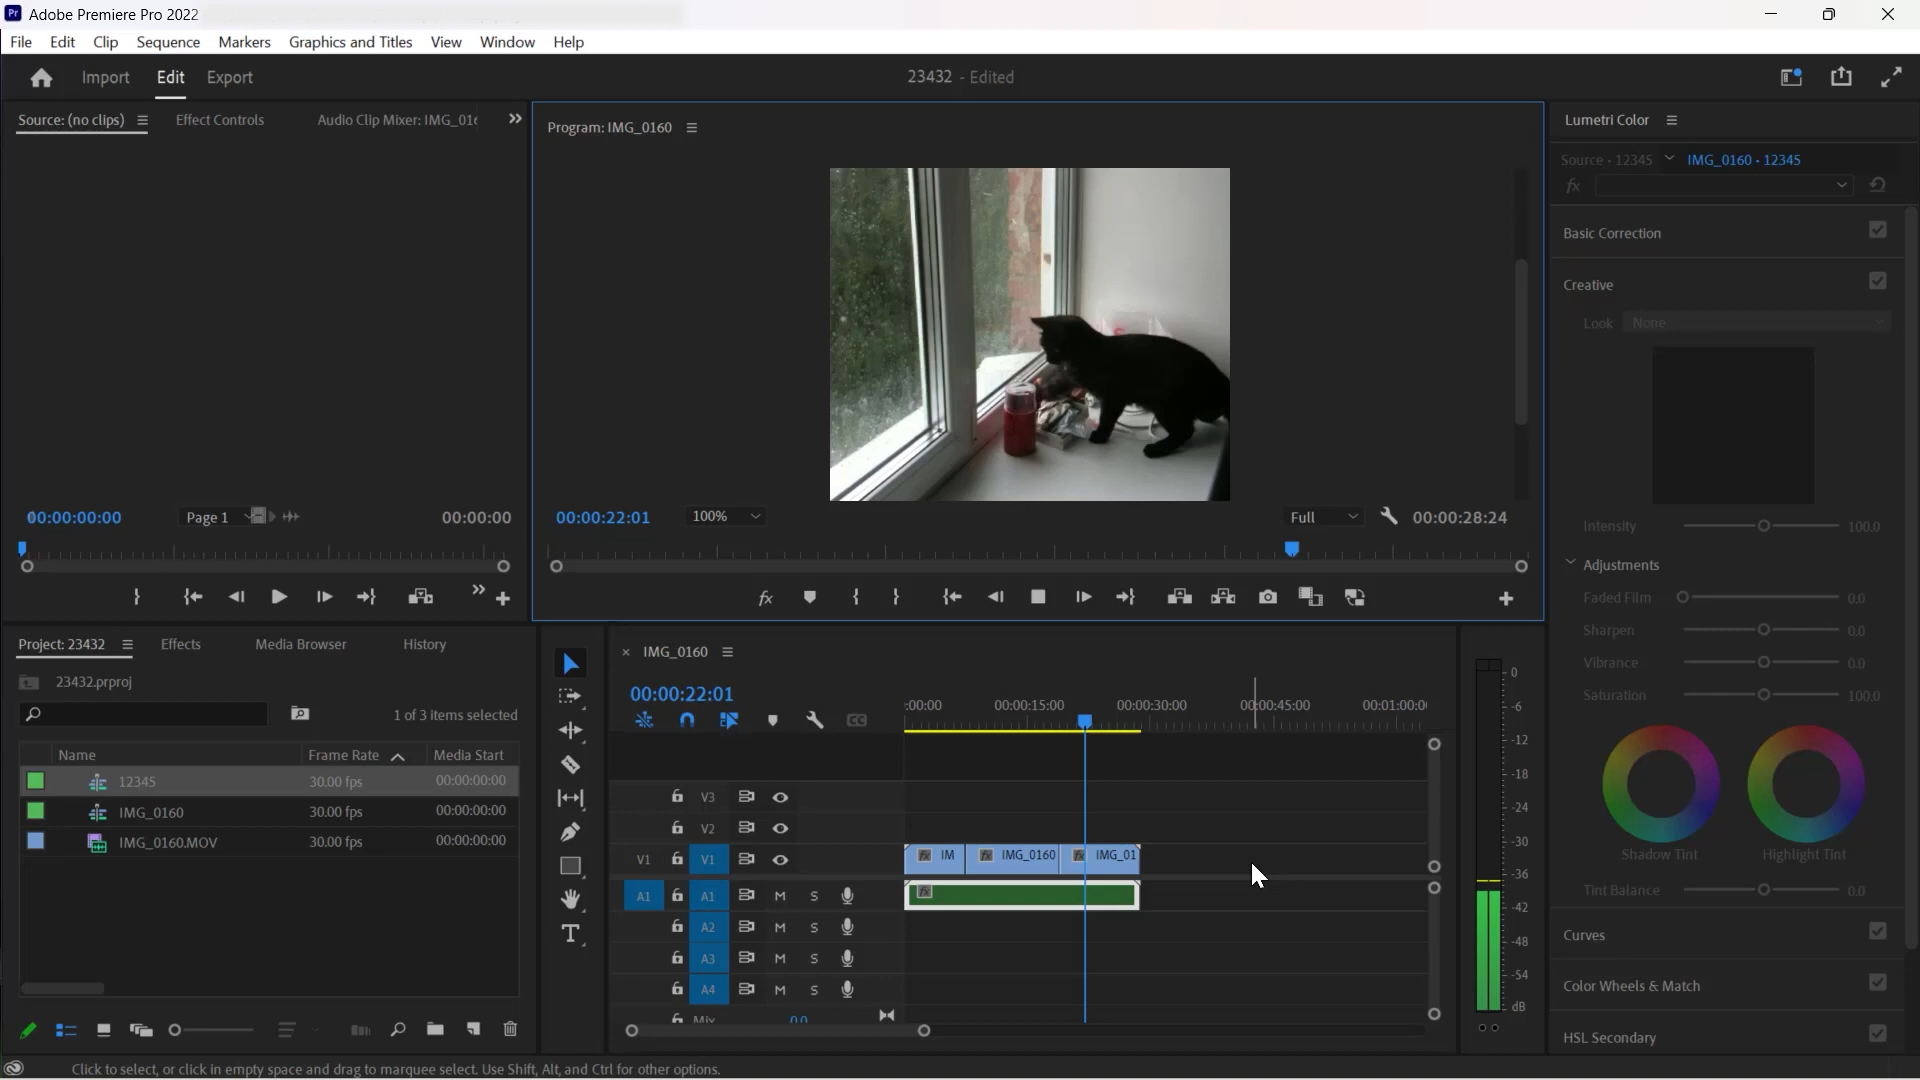 Pr Adobe Premiere Pro 2022
File Edit Clip Sequence Markers Graphics and Titles View Window Help
Import Edit Export
23432 - Edited
Source: (no clips) Effect Controls Audio Clip Mixer: IMG_016
00:00:00:00 Page 1 00:00:00
Program: IMG_0160
00:00:22:01 100% Full 00:00:28:24
fx
Project: 23432 Effects Media Browser History
23432.prproj
1 of 3 items selected
Name Frame Rate Media Start
12345 30.00 fps 00:00:00:00
IMG_0160 30.00 fps 00:00:00:00
IMG_0160.MOV 30.00 fps 00:00:00:00
T
× IMG_0160
00:00:22:01
:00:00 00:00:15:00 00:00:30:00 00:00:45:00 00:01:00:0
CC
V3
V2
V1 V1 fx IM fx IMG_0160 fx IMG_01
A1 A1 M S fx
A2 M S
A3 M S
A4 M S
Mix 0.0
0
-6
-12
-18
-24
-30
-36
-42
-48
-54
dB
Lumetri Color
Source • 12345 IMG_0160 • 12345
fx
Basic Correction
Creative
Look None
Intensity 100.0
Adjustments
Faded Film 0.0
Sharpen 0.0
Vibrance 0.0
Saturation 100.0
Shadow Tint Highlight Tint
Tint Balance 0.0
Curves
Color Wheels & Match
HSL Secondary
Click to select, or click in empty space and drag to marquee select. Use Shift, Alt, and Ctrl for other options.